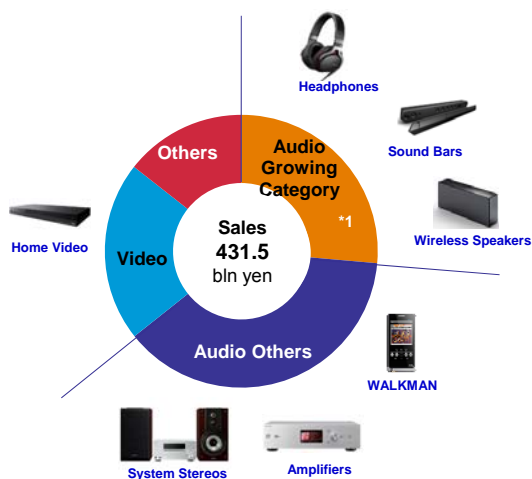 Headphones
Sound Bars
Wireless Speakers
Audio
Growing
Category
*1
Others
Sales
431.5
bln yen
Home Video
Video
Audio Others
WALKMAN
System Stereos
Amplifiers